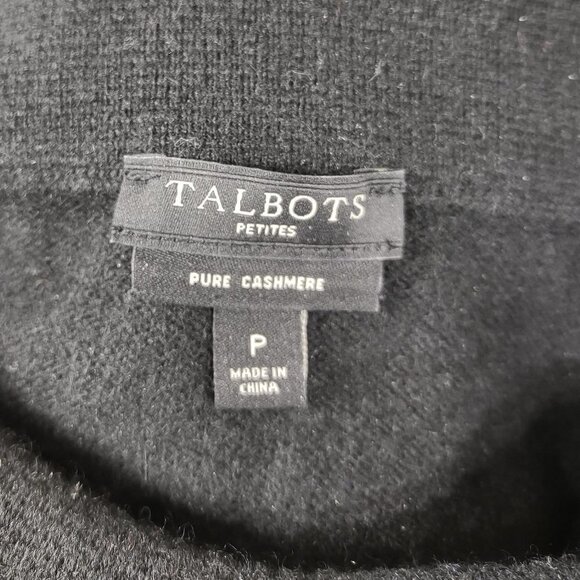 TALBOTS
PETITES
PURE CASHMERE
P
MADE IN
CHINA